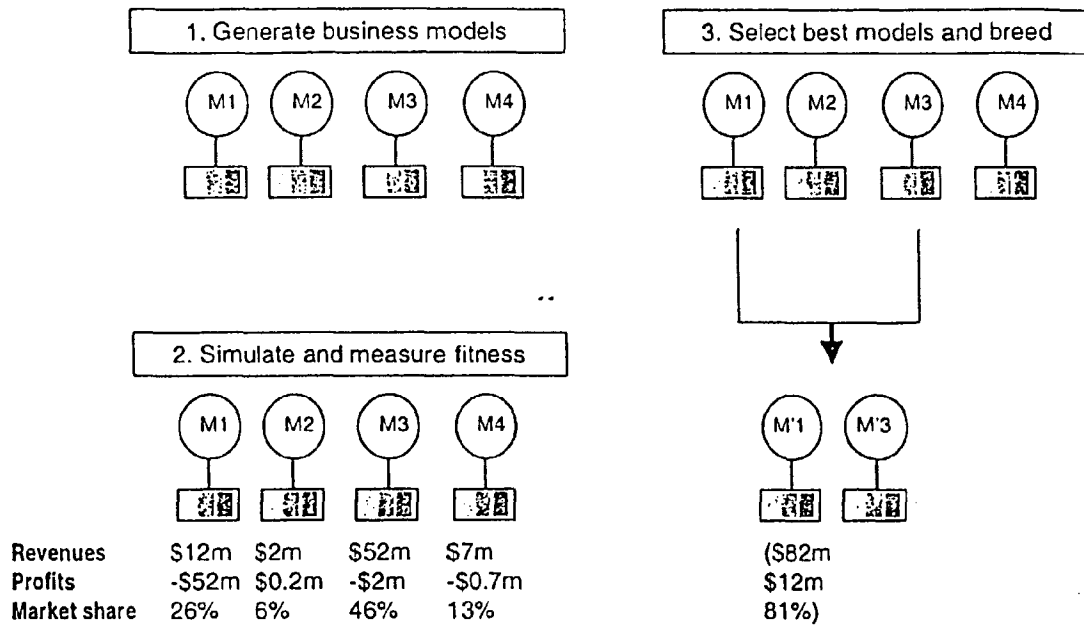 1. Generate business models
M1 M2 M3 M4
2. Simulate and measure fitness
M1 M2 M3 M4
Revenues $12m $2m $52m $7m
Profits -$52m $0.2m -$2m -$0.7m
Market share 26% 6% 46% 13%
3. Select best models and breed
M1 M2 M3 M4
M'1 M'3
($82m
$12m
81%)